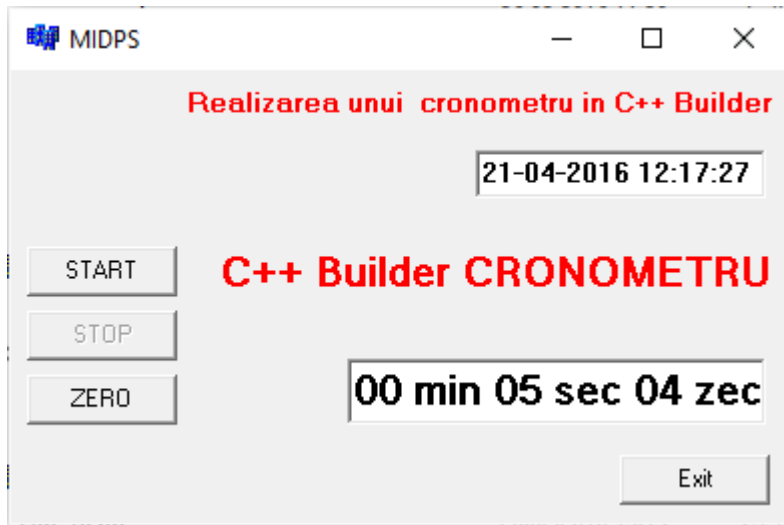 MIDPS
Realizarea unui cronometru in C++ Builder
21-04-2016 12:17:27
START
C++ Builder CRONOMETRU
STOP
00 min 05 sec 04 zec
ZERO
Exit